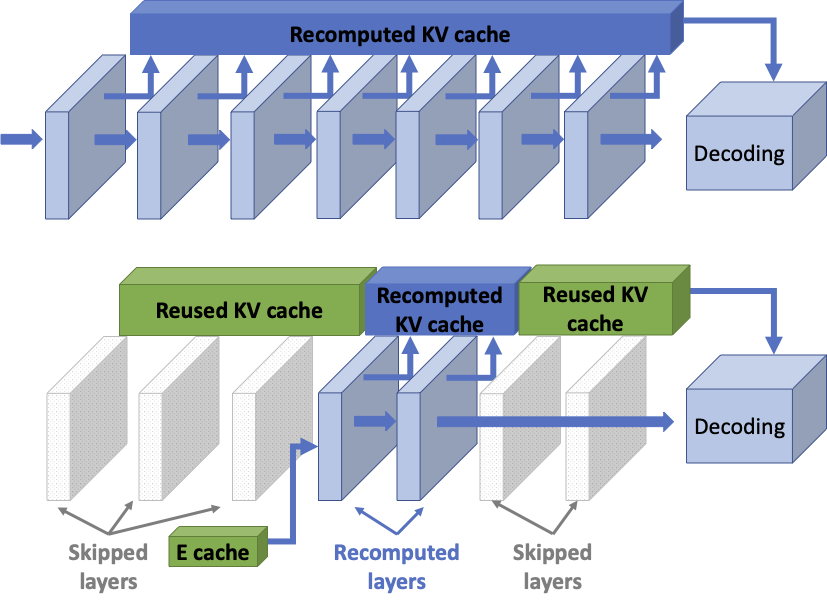 Recomputed KV cache
Decoding
Reused KV cache
Recomputed
KV cache
Reused KV
cache
Decoding
E cache
Skipped
layers
Recomputed
layers
Skipped
layers